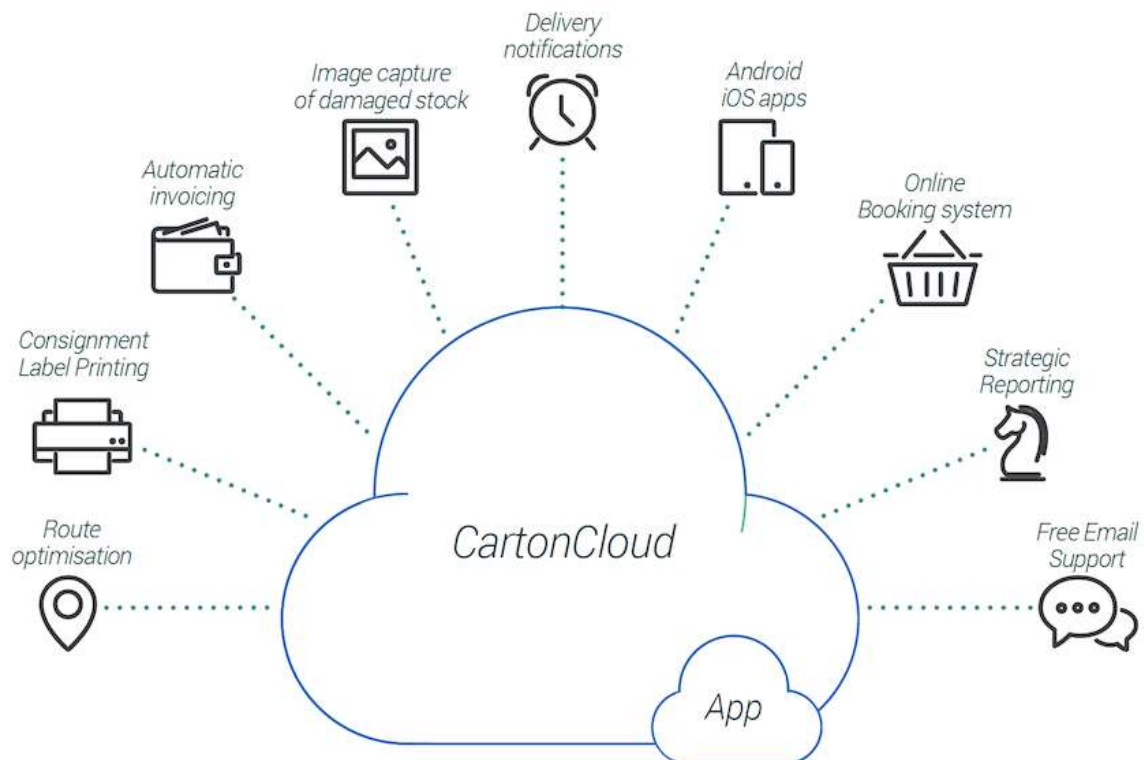 Delivery
notifications
Image capture
of damaged stock
Android
iOS apps
Automatic
invoicing
Online
Booking system
Consignment
Label Printing
Strategic
Reporting
Route
optimisation
CartonCloud
Free Email
Support
App